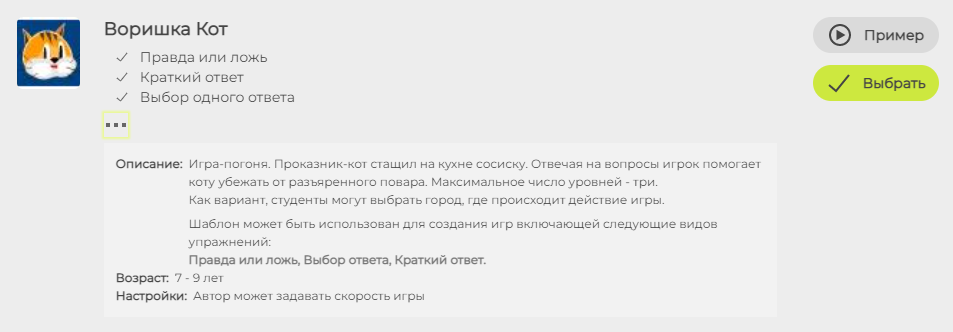 Воришка Кот
Правда или ложь
Краткий ответ
Выбор одного ответа
Пример
Выбрать
Описание: Игра-погоня. Проказник-кот стащил на кухне сосиску. Отвечая на вопросы игрок помогает
коту убежать от разъяренного повара. Максимальное число уровней - три.
Как вариант, студенты могут выбрать город, где происходит действие игры.
Шаблон может быть использован для создания игр включающей следующие видов
упражнений:
Правда или ложь, Выбор ответа, Краткий ответ.
Возраст: 7 - 9 лет
Настройки: Автор может задавать скорость игры